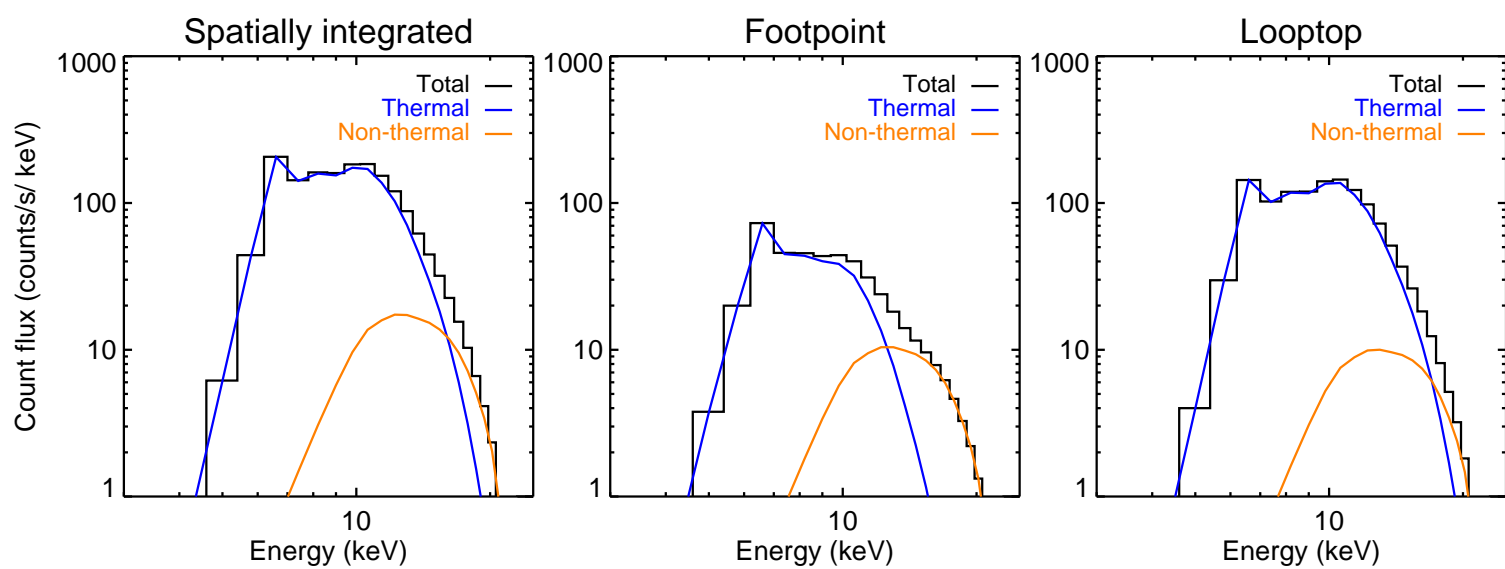 Spatially integrated
1000
100
10
1
Total
Thermal
Non-thermal
10
Energy (keV)
Count flux (counts/s/ keV)
Footpoint
1000
100
10
1
Total
Thermal
Non-thermal
10
Energy (keV)
Looptop
1000
100
10
1
Total
Thermal
Non-thermal
10
Energy (keV)